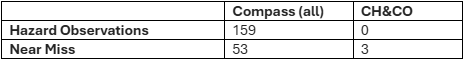 Compass (all) CH&CO
Hazard Observations 159 0
Near Miss 53 3